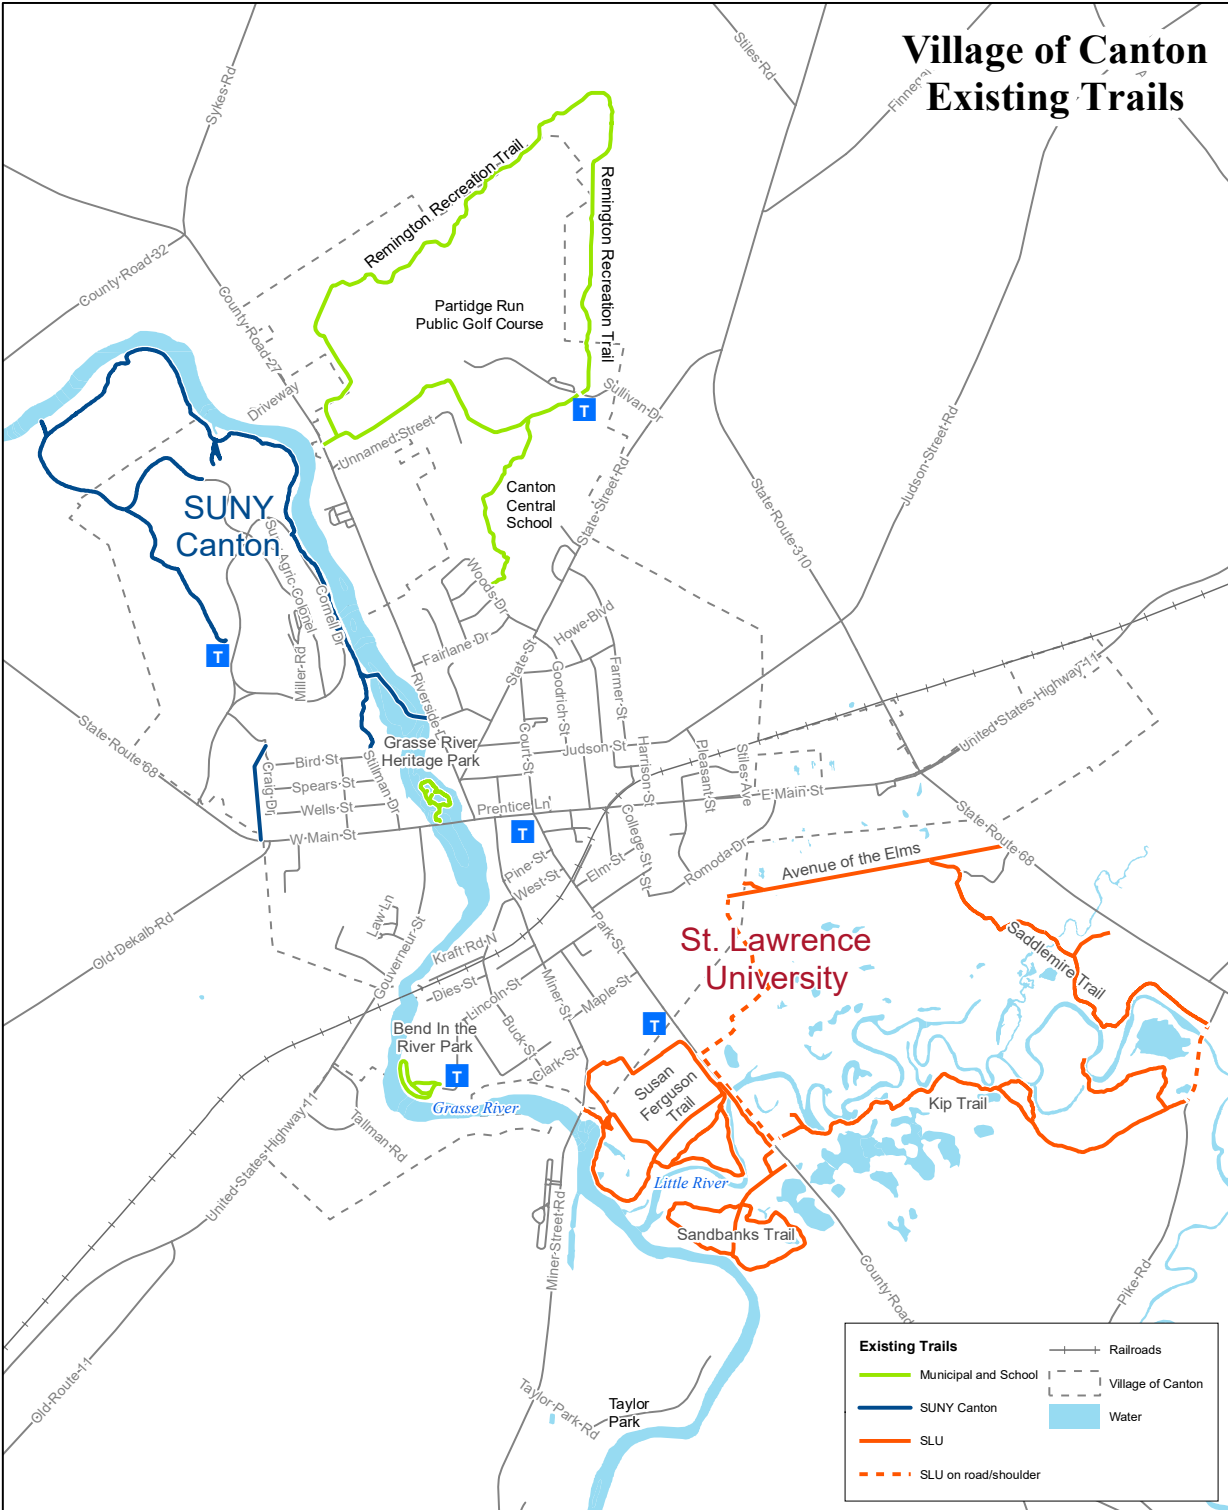 Village of Canton
Existing Trails
Sykes Rd
Stiles Rd
Finnega
A
Remington Recreation Trail
Remington Recreation Trail
County Road 32
County Road 27
Partidge Run
Public Golf Course
Driveway
Unnamed Street
Sullivan Dr
T
State Street Rd
Judson Street Rd
State Route 310
Canton
Central
School
SUNY
Canton
Suny Agric Colonel
Cornell Dr
Miller Rd
T
Woods Dr
Fairlane Dr
Howe Blvd
State St
Goodrich St
Farmer St
Riverside D
State Route 68
Grasse River
Heritage Park
Court St
Judson St
Harrison St
Pleasant St
Stiles Ave
United States Highway 11
Bird St
Spears St
Wells St
Craig Dr
Stillman Dr
W Main St
Prentice Ln
E Main St
T
College St
St
Romoda Dr
Pine St
West St
Elm St
State Route 68
Avenue of the Elms
Old Dekalb Rd
Law Ln
Gouverneur St
Kraft Rd N
Dies St
Lincoln St
Buck St
Clark St
Miner St
Maple St
Park St
St. Lawrence
University
Saddlemire Trail
T
Bend In the
River Park
T
Grasse River
Susan
Ferguson
Trail
Kip Trail
Tallman Rd
United States Highway 11
Little River
Sandbanks Trail
Miner Street Rd
County Road
Pike Rd
Old Route 11
Taylor Park Rd
Taylor
Park
Existing Trails
Municipal and School
SUNY Canton
SLU
SLU on road/shoulder
Railroads
Village of Canton
Water